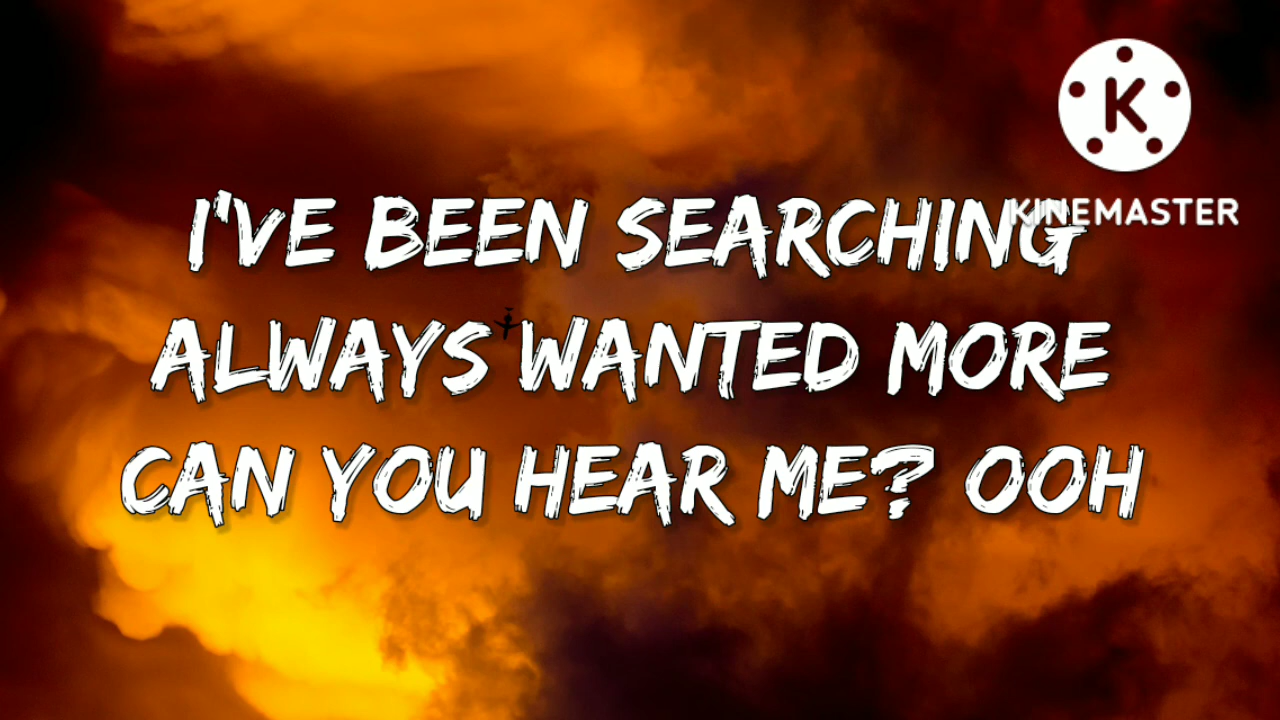 K
KINEMASTER
I'VE BEEN SEARCHING
ALWAYS WANTED MORE
CAN YOU HEAR ME? OOH